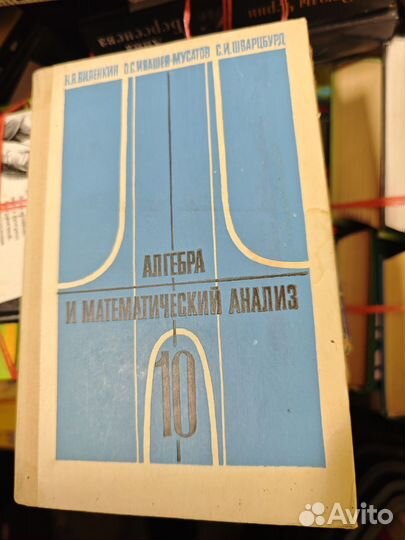 Н.Я.ВИЛЕНКИН О.С.ИВАШЕВ-МУСАТОВ С.И.ШВАРЦБУРД
АЛГЕБРА
И МАТЕМАТИЧЕСКИЙ АНАЛИЗ
10
Avito